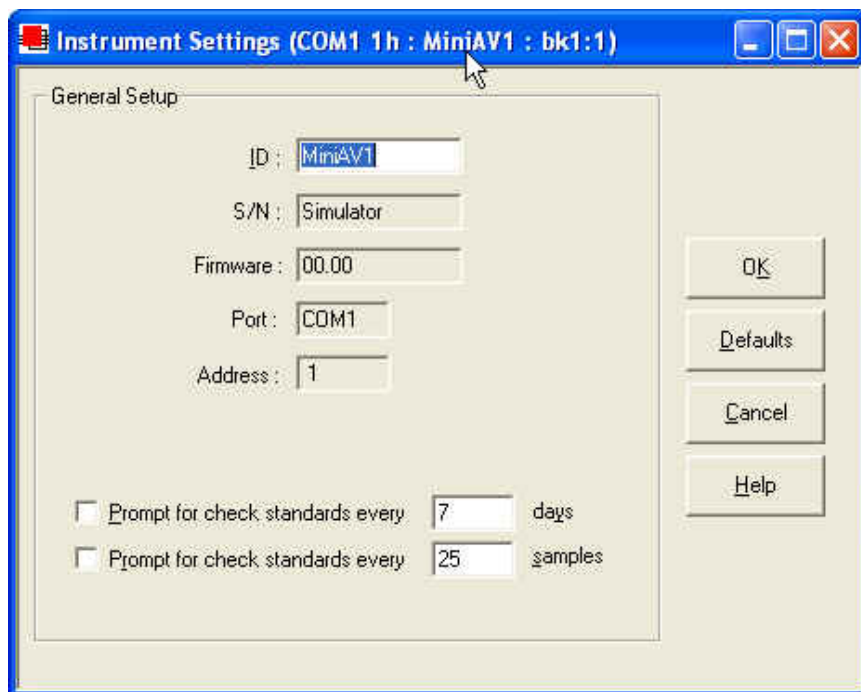 Instrument Settings (COM1 1h : MiniAV1 : bk1:1)
General Setup
ID : MiniAV1
S/N : Simulator
Firmware : 00.00
Port : COM1
Address : 1
Prompt for check standards every 7 days
Prompt for check standards every 25 samples
OK
Defaults
Cancel
Help